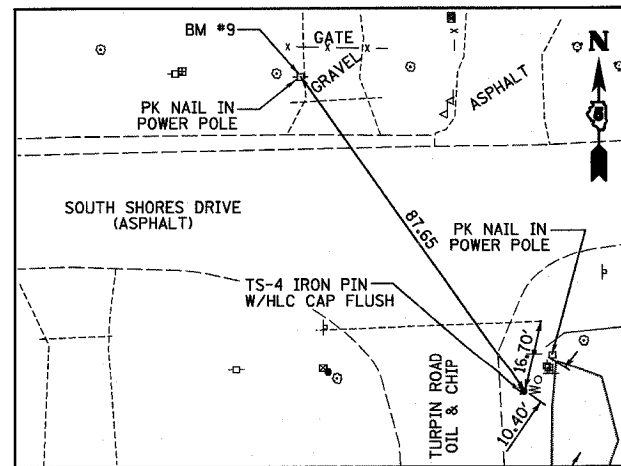 BM #9
X
GATE
X
X
N
GRAVEL
ASPHALT
PK NAIL IN
POWER POLE
SOUTH SHORES DRIVE
(ASPHALT)
87.65
PK NAIL IN
POWER POLE
TS-4 IRON PIN
W/HLC CAP FLUSH
P
P
16.70'
W
10.40'
TURPIN ROAD
OIL & CHIP